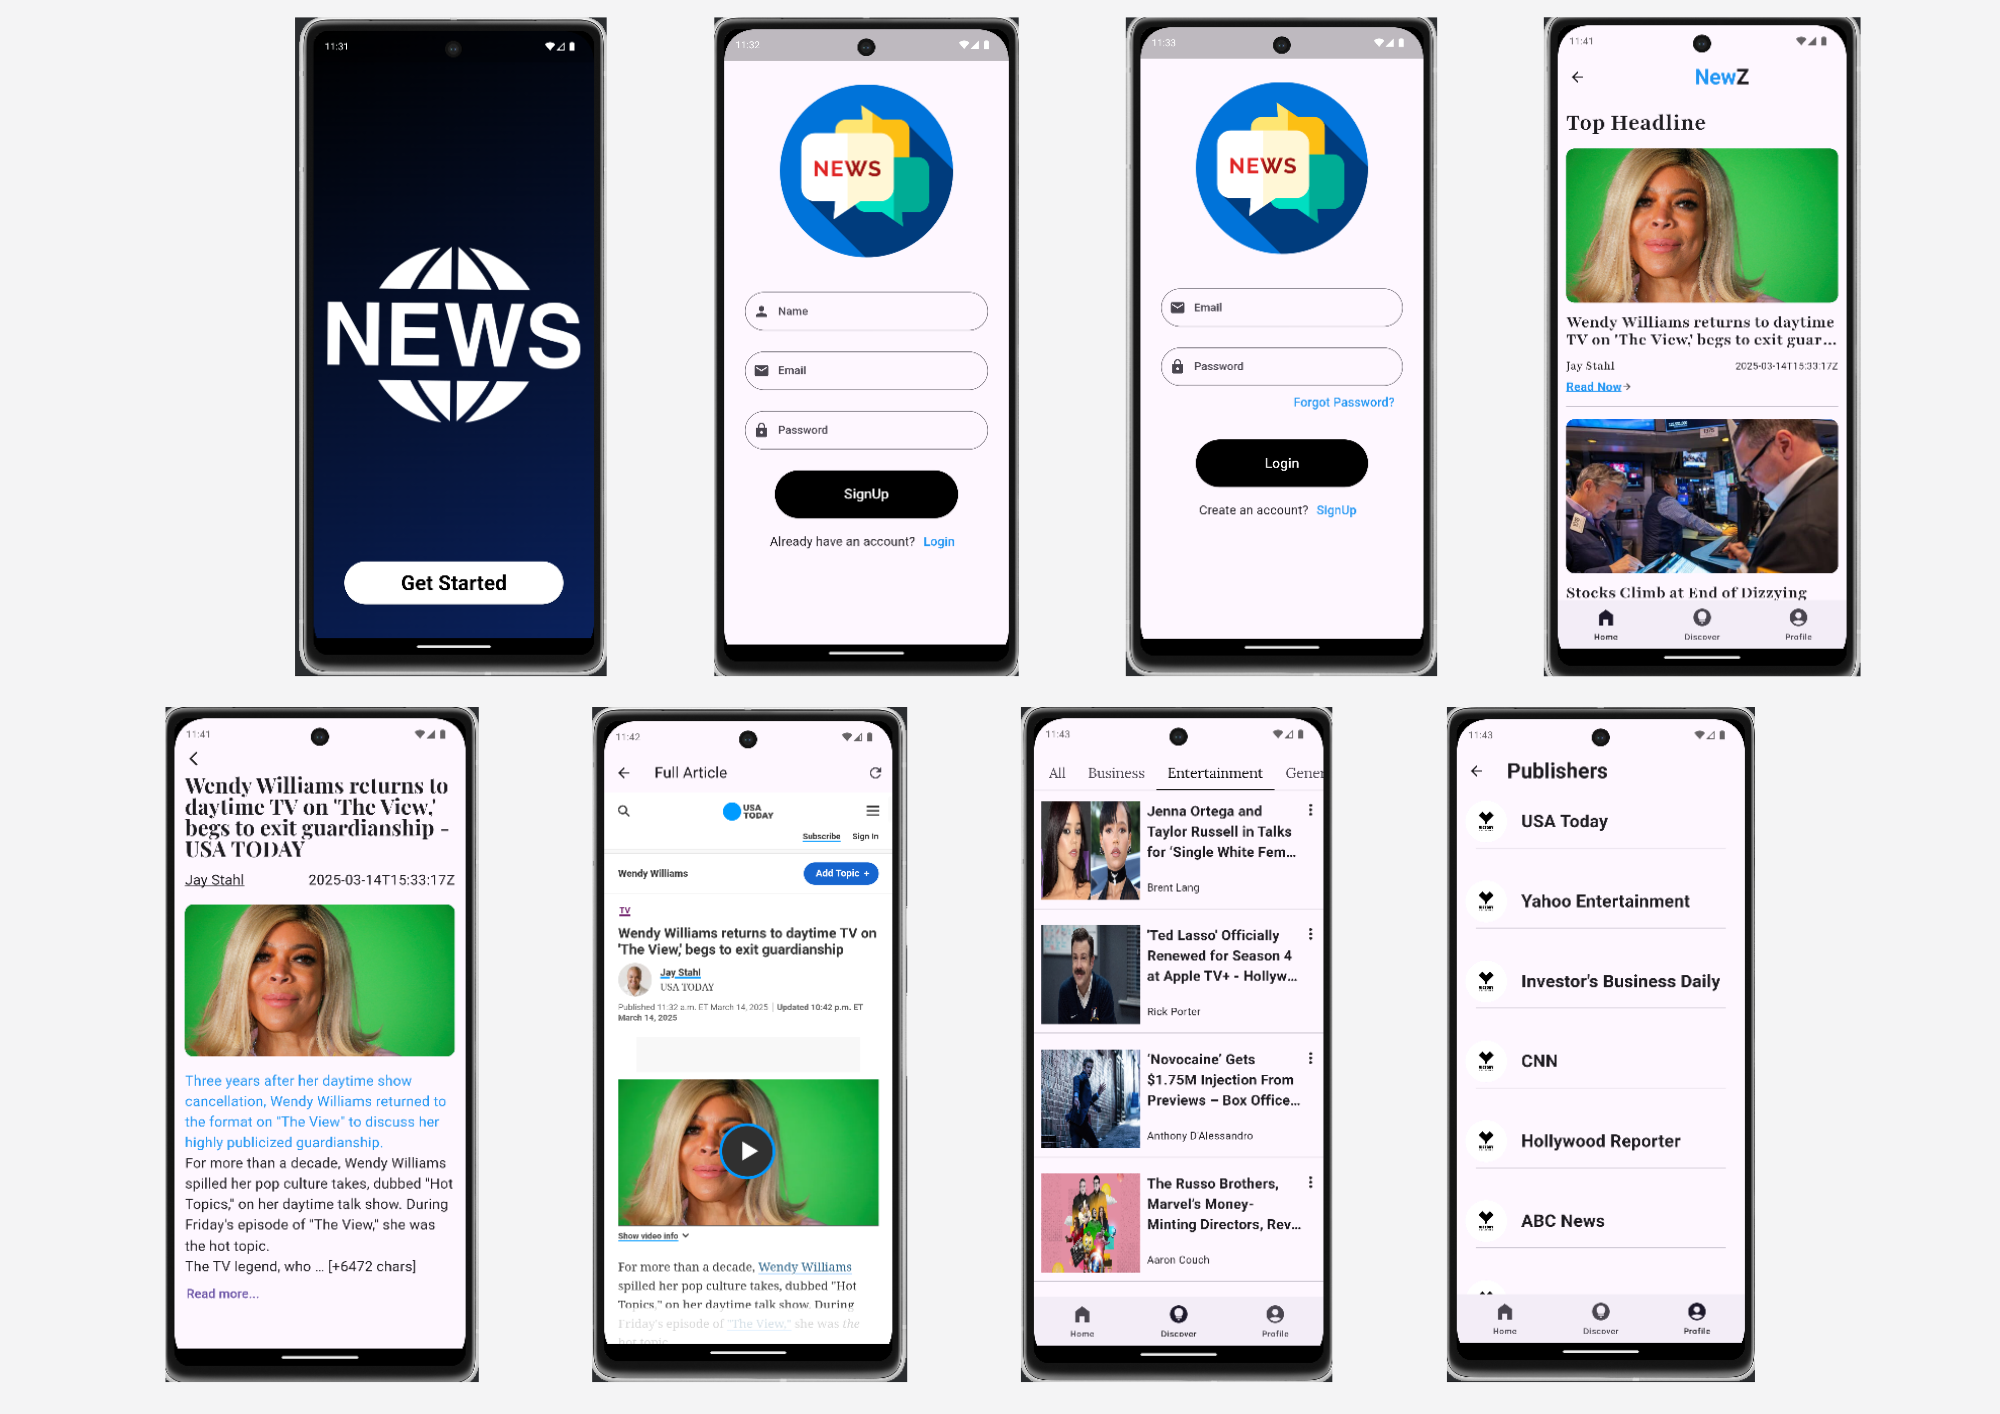 11:31
NEWS
Get Started
11:32
NEWS
Name
Email
Password
SignUp
Already have an account? Login
11:33
NEWS
Email
Password
Forgot Password?
Login
Create an account? SignUp
11:41
NewZ
Top Headline
Wendy Williams returns to daytime
TV on 'The View,' begs to exit guar...
Jay Stahl 2025-03-14T15:33:17Z
Read Now
Stocks Climb at End of Dizzying
Home Discover Profile
11:41
Wendy Williams returns to
daytime TV on 'The View,'
begs to exit guardianship -
USA TODAY
Jay Stahl 2025-03-14T15:33:17Z
Three years after her daytime show
cancellation, Wendy Williams returned to
the format on "The View" to discuss her
highly publicized guardianship.
For more than a decade, Wendy Williams
spilled her pop culture takes, dubbed "Hot
Topics," on her daytime talk show. During
Friday's episode of "The View," she was
the hot topic.
The TV legend, who … [+6472 chars]
Read more...
11:42
Full Article
USA
TODAY
Subscribe Sign In
Wendy Williams Add Topic +
TV
Wendy Williams returns to daytime TV on
'The View,' begs to exit guardianship
Jay Stahl
USA TODAY
Published 11:32 a.m. ET March 14, 2025 | Updated 10:42 p.m. ET
March 14, 2025
Show video info
For more than a decade, Wendy Williams
spilled her pop culture takes, dubbed "Hot
Topics," on her daytime talk show. During
Friday's episode of "The View," she was the
hot topic
11:43
All Business Entertainment Gener
Jenna Ortega and
Taylor Russell in Talks
for ‘Single White Fem...
Brent Lang
'Ted Lasso' Officially
Renewed for Season 4
at Apple TV+ - Hollyw...
Rick Porter
‘Novocaine’ Gets
$1.75M Injection From
Previews – Box Office...
Anthony D'Alessandro
The Russo Brothers,
Marvel's Money-
Minting Directors, Rev...
Aaron Couch
Home Discover Profile
11:43
Publishers
USA Today
Yahoo Entertainment
Investor's Business Daily
CNN
Hollywood Reporter
ABC News
Home Discover Profile